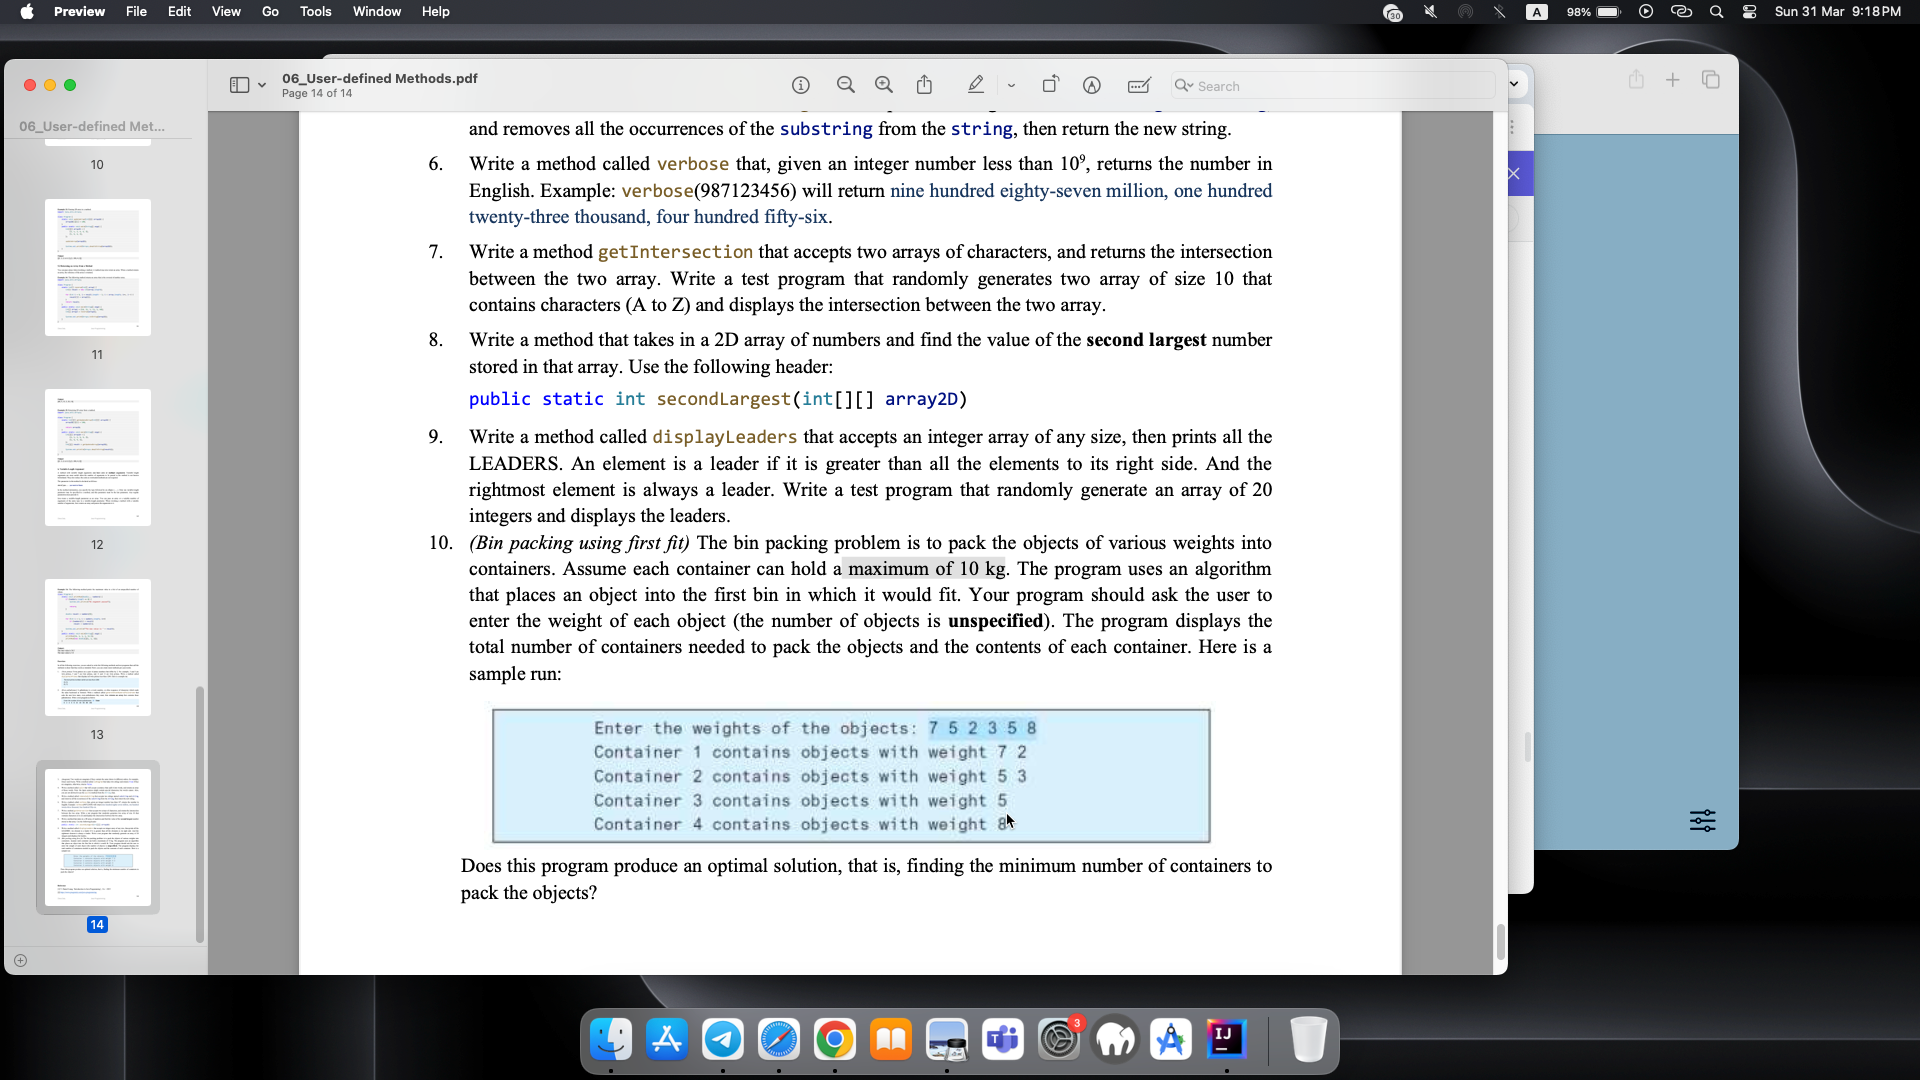 Preview File Edit View Go Tools Window Help
30
A
98%
Sun 31 Mar 9:18 PM
06_User-defined Methods.pdf
Page 14 of 14
Search
06_User-defined Met...
10
11
12
13
14
and removes all the occurrences of the substring from the string, then return the new string.
6. Write a method called verbose that, given an integer number less than 10⁹, returns the number in
English. Example: verbose(987123456) will return nine hundred eighty-seven million, one hundred
twenty-three thousand, four hundred fifty-six.
7. Write a method getIntersection that accepts two arrays of characters, and returns the intersection
between the two array. Write a test program that randomly generates two array of size 10 that
contains characters (A to Z) and displays the intersection between the two array.
8. Write a method that takes in a 2D array of numbers and find the value of the second largest number
stored in that array. Use the following header:
public static int secondLargest(int[][] array2D)
9. Write a method called displayLeaders that accepts an integer array of any size, then prints all the
LEADERS. An element is a leader if it is greater than all the elements to its right side. And the
rightmost element is always a leader. Write a test program that randomly generate an array of 20
integers and displays the leaders.
10. (Bin packing using first fit) The bin packing problem is to pack the objects of various weights into
containers. Assume each container can hold a maximum of 10 kg. The program uses an algorithm
that places an object into the first bin in which it would fit. Your program should ask the user to
enter the weight of each object (the number of objects is unspecified). The program displays the
total number of containers needed to pack the objects and the contents of each container. Here is a
sample run:
Enter the weights of the objects: 7 5 2 3 5 8
Container 1 contains objects with weight 7 2
Container 2 contains objects with weight 5 3
Container 3 contains objects with weight 5
Container 4 contains objects with weight 8
Does this program produce an optimal solution, that is, finding the minimum number of containers to
pack the objects?
3
IJ